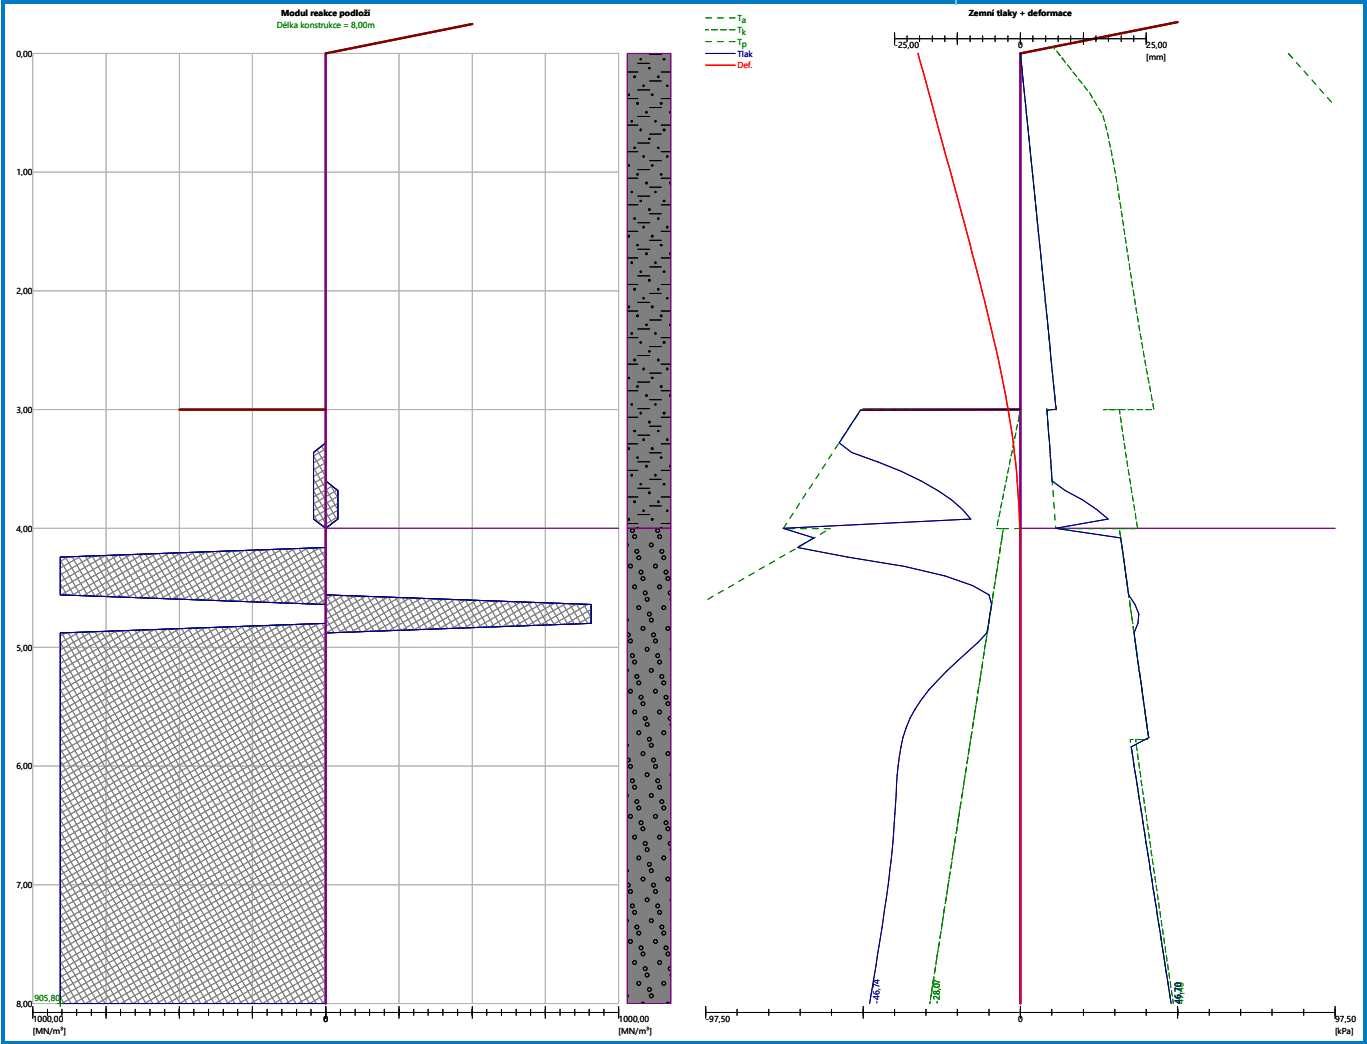 Modul reakce podloží
Délka konstrukce = 8,00m
0,00
1,00
2,00
3,00
4,00
5,00
6,00
7,00
8,00
905,80
1000,00
[MN/m³]
0
1000,00
[MN/m³]
Ta
Tk
Tp
Tlak
Def.
Zemní tlaky + deformace
-25,00
0
25,00
[mm]
-46,74
-28,07
46,70
-97,50
0
97,50
[kPa]